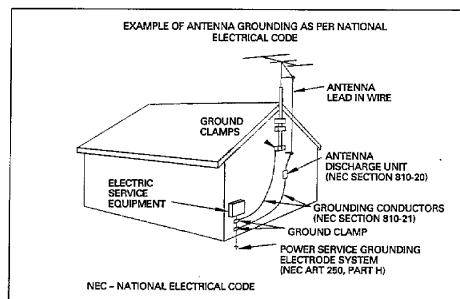 EXAMPLE OF ANTENNA GROUNDING AS PER NATIONAL
ELECTRICAL CODE
ANTENNA
LEAD IN WIRE
GROUND
CLAMPS
ANTENNA
DISCHARGE UNIT
(NEC SECTION 810-20)
ELECTRIC
SERVICE
EQUIPMENT
GROUNDING CONDUCTORS
(NEC SECTION 810-21)
GROUND CLAMP
POWER SERVICE GROUNDING
ELECTRODE SYSTEM
(NEC ART 250, PART H)
NEC – NATIONAL ELECTRICAL CODE